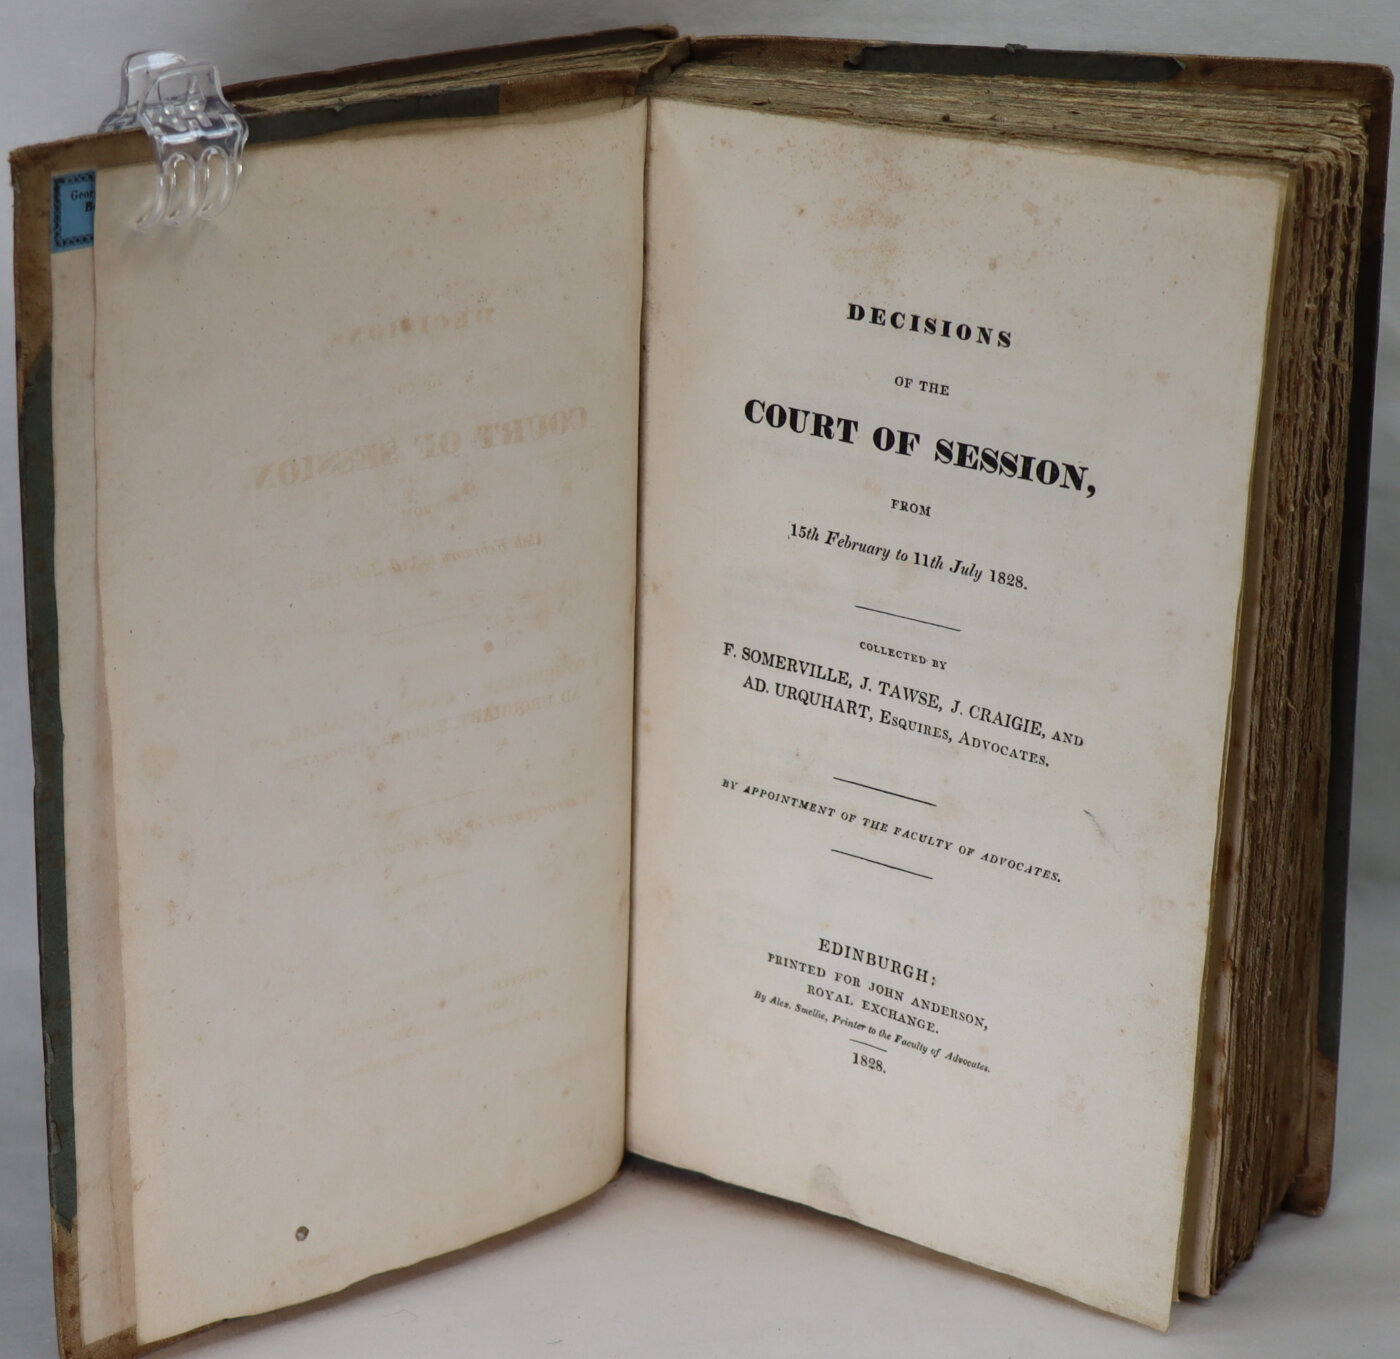 Geor
B
DECISIONS
OF THE
COURT OF SESSION,
FROM
15th February to 11th July 1828.
COLLECTED BY
F. SOMERVILLE, J. TAWSE, J. CRAIGIE, AND
AD. URQUHART, ESQUIRES, ADVOCATES.
BY APPOINTMENT OF THE FACULTY OF ADVOCATES.
EDINBURGH:
PRINTED FOR JOHN ANDERSON,
ROYAL EXCHANGE.
By Alex. Smellie, Printer to the Faculty of Advocates.
1828.